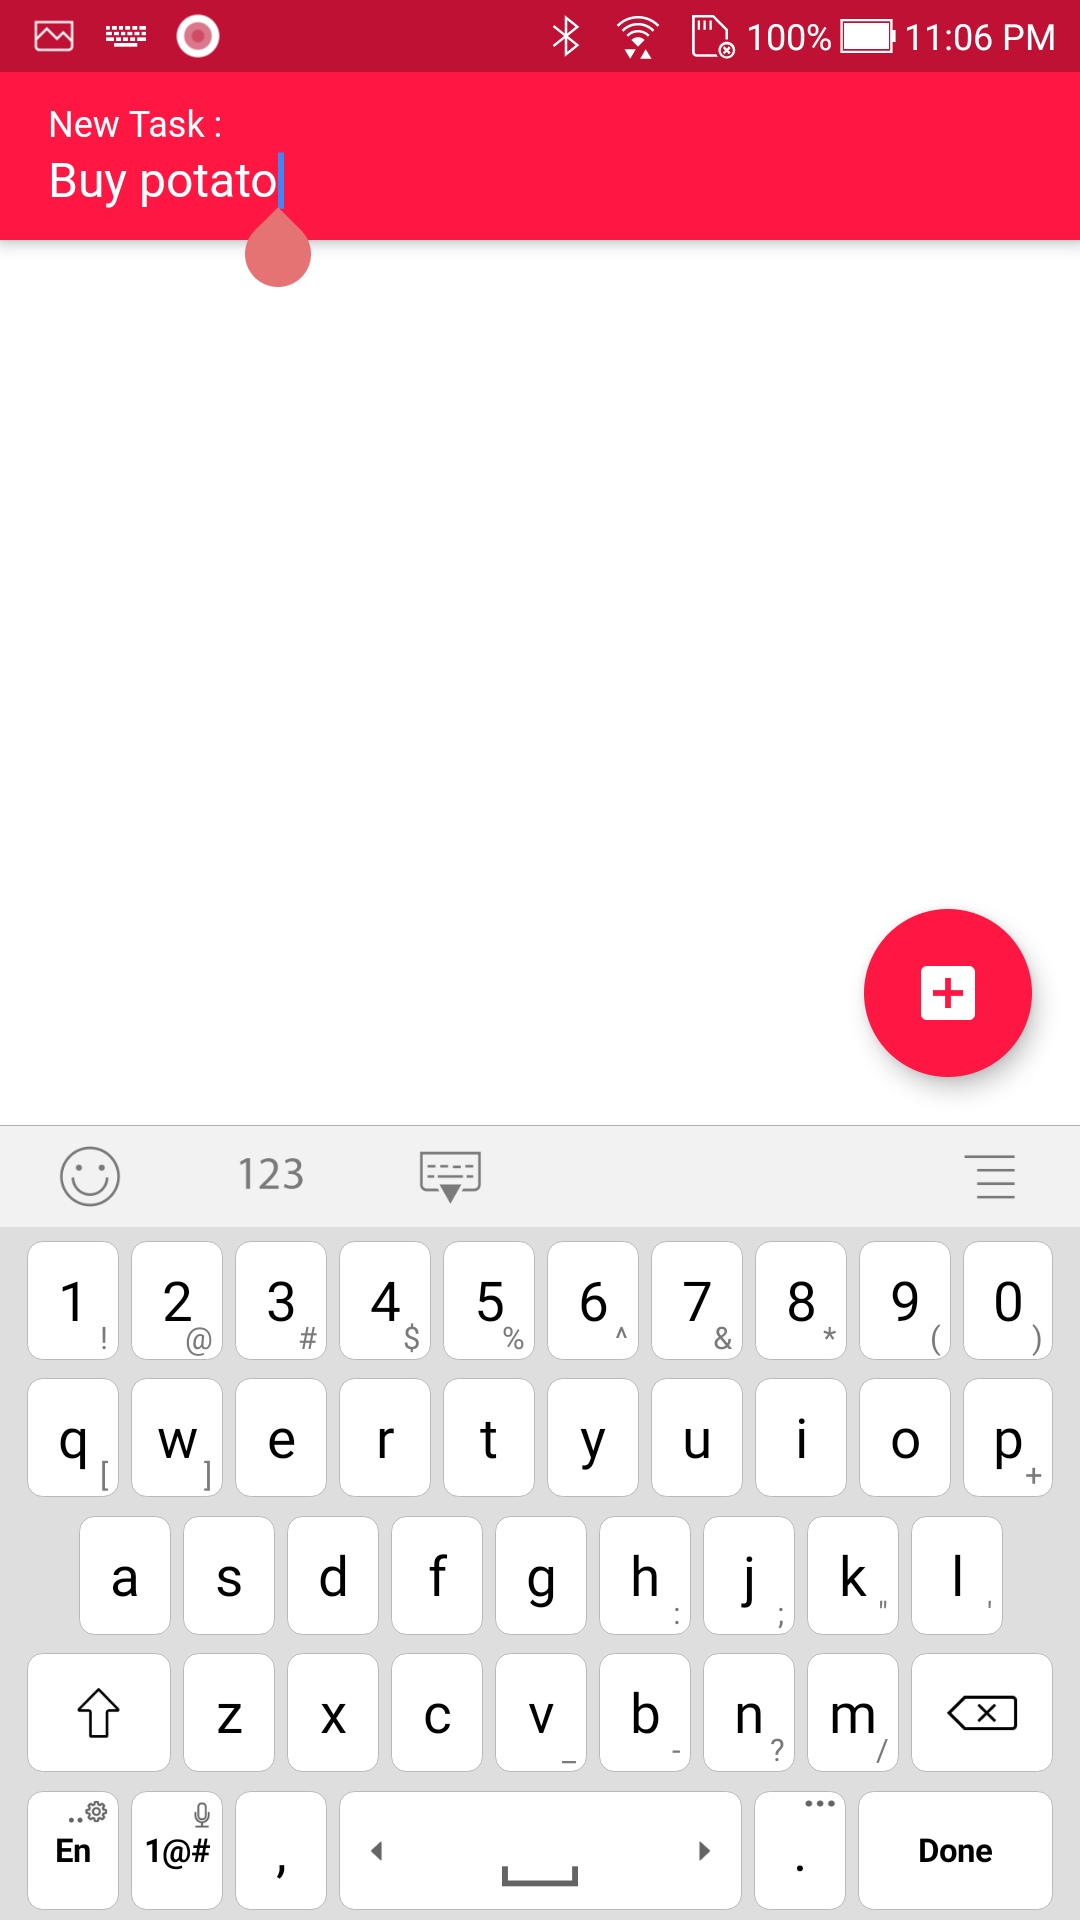 100% 11:06 PM
New Task :
Buy potato
123
1 ! 2 @ 3 # 4 $ 5 % 6 ^ 7 & 8 * 9 ( 0 )
q [ w ] e r t y u i o p +
a s d f g h : j ; k " l '
z x c v _ b - n ? m /
En 1@# , . Done